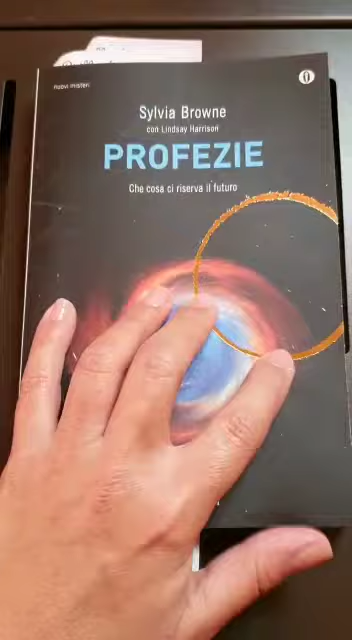 nuovi misteri
Sylvia Browne
con Lindsay Harrison
PROFEZIE
Che cosa ci riserva il futuro